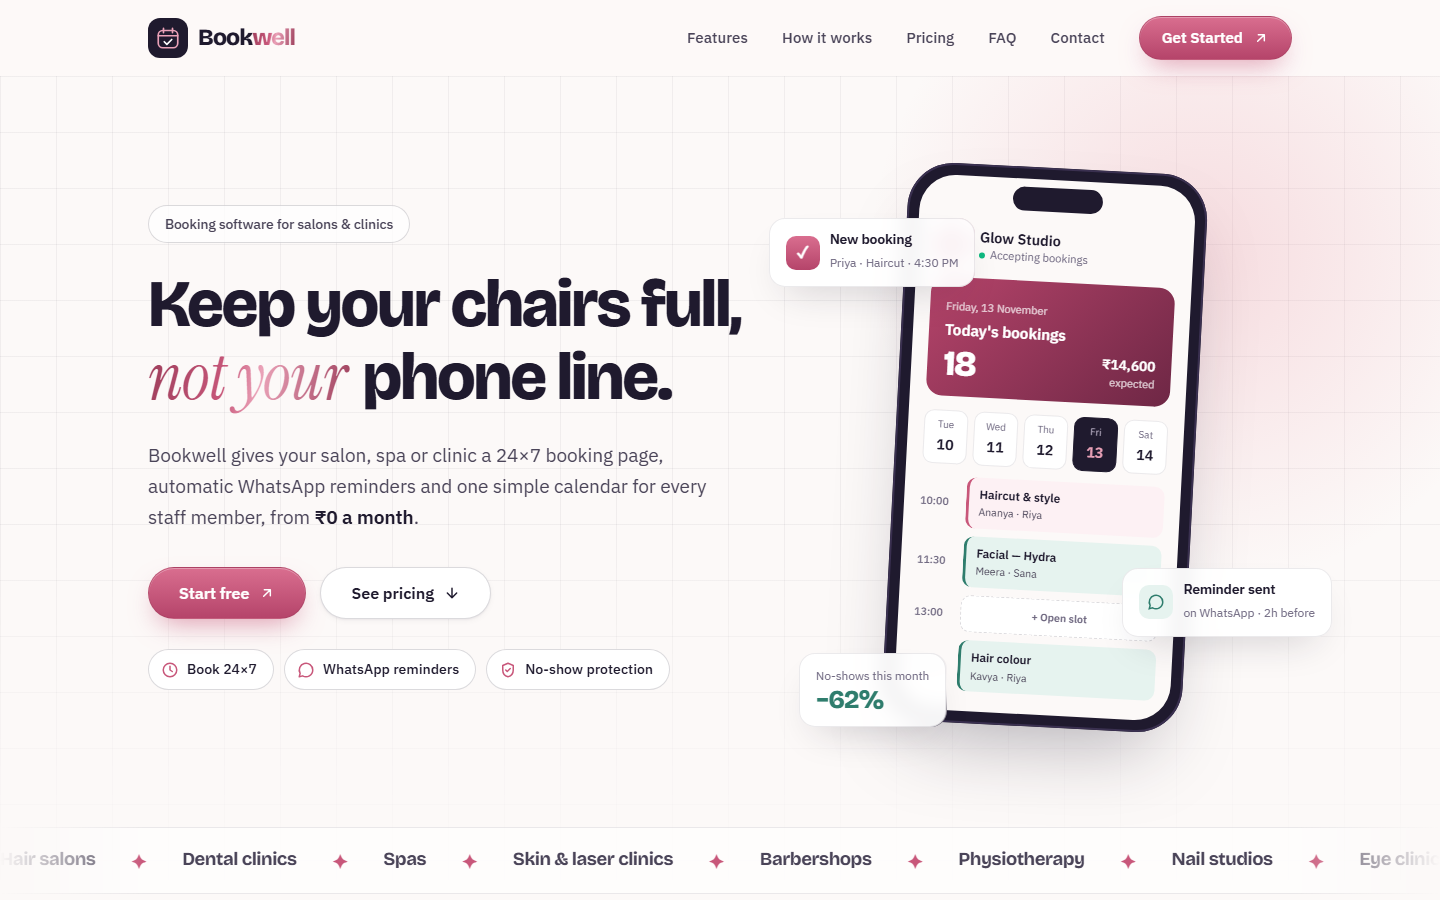 Bookwell
Features
How it works
Pricing
FAQ
Contact
Get Started
Booking software for salons & clinics
Keep your chairs full,
not your phone line.
Bookwell gives your salon, spa or clinic a 24×7 booking page,
automatic WhatsApp reminders and one simple calendar for every
staff member, from ₹0 a month.
Start free
See pricing
Book 24×7
WhatsApp reminders
No-show protection
New booking
Priya · Haircut · 4:30 PM
Glow Studio
Accepting bookings
Friday, 13 November
Today's bookings
18
₹14,600
expected
Tue
10
Wed
11
Thu
12
Fri
13
Sat
14
10:00
Haircut & style
Ananya · Riya
11:30
Facial — Hydra
Meera · Sana
13:00
+ Open slot
Hair colour
Kavya · Riya
Reminder sent
on WhatsApp · 2h before
No-shows this month
−62%
Hair salons
Dental clinics
Spas
Skin & laser clinics
Barbershops
Physiotherapy
Nail studios
Eye clinic